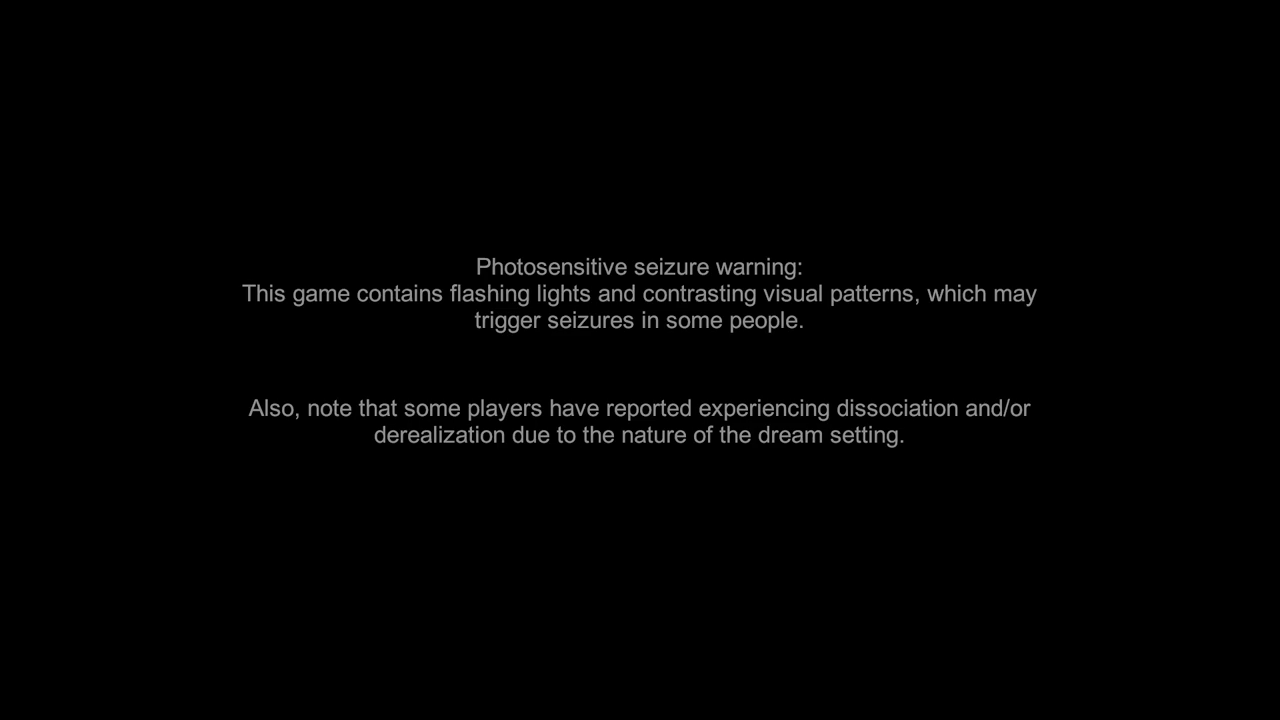 Photosensitive seizure warning:
This game contains flashing lights and contrasting visual patterns, which may
trigger seizures in some people.
Also, note that some players have reported experiencing dissociation and/or
derealization due to the nature of the dream setting.